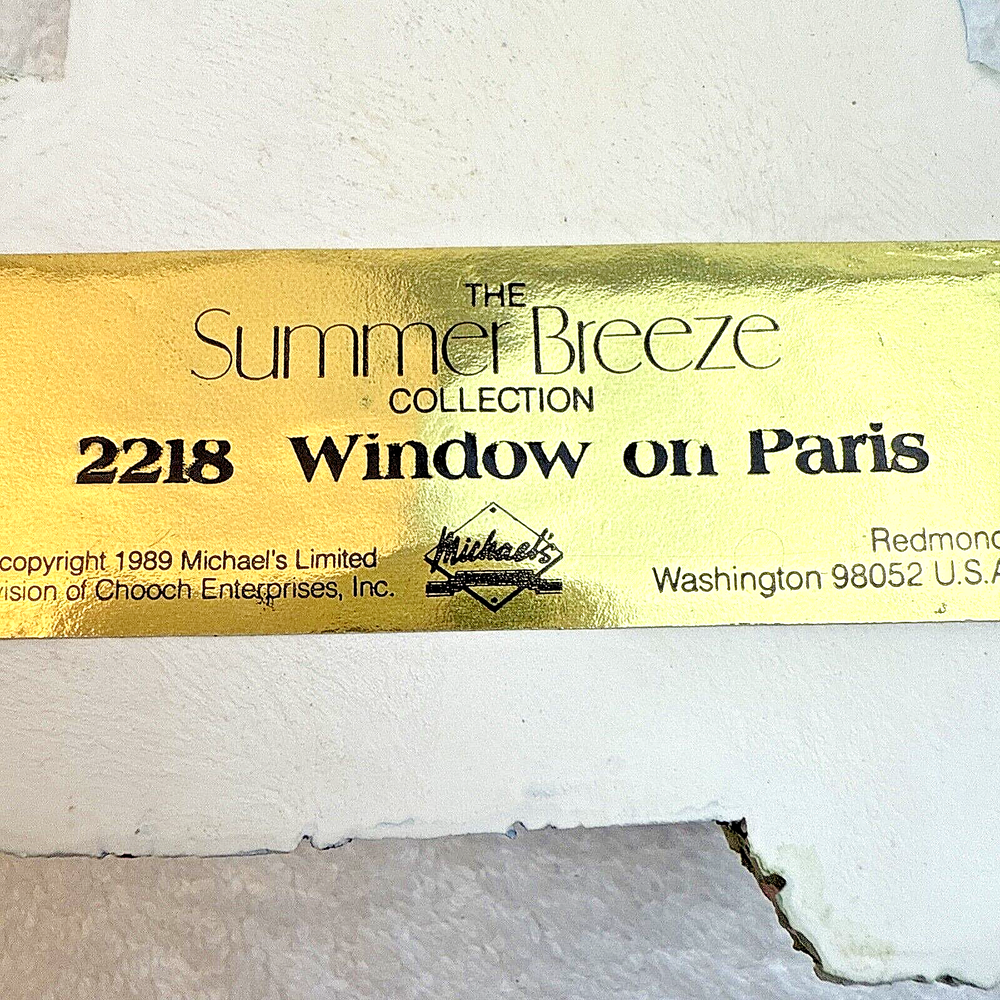 THE
Summer Breeze
COLLECTION
2218 Window on Paris
copyright 1989 Michael's Limited
vision of Chooch Enterprises, Inc.
Michael's
Redmond
Washington 98052 U.S.A